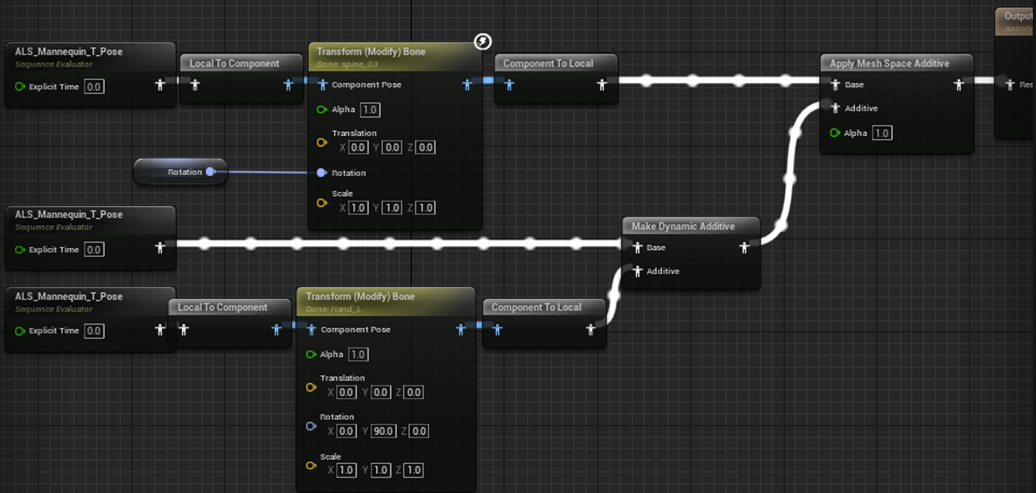 Output
AnimG
ALS_Mannequin_T_Pose
Sequence Evaluator
Explicit Time 0.0
Local To Component
Transform (Modify) Bone
Bone: spine_03
Component Pose
Alpha 1.0
Translation
X 0.0 Y 0.0 Z 0.0
Rotation
Scale
X 1.0 Y 1.0 Z 1.0
Component To Local
Apply Mesh Space Additive
Base
Additive
Alpha 1.0
Res
Rotation
ALS_Mannequin_T_Pose
Sequence Evaluator
Explicit Time 0.0
Make Dynamic Additive
Base
Additive
ALS_Mannequin_T_Pose
Sequence Evaluator
Explicit Time 0.0
Local To Component
Transform (Modify) Bone
Bone: Hand_L
Component Pose
Alpha 1.0
Translation
X 0.0 Y 0.0 Z 0.0
Rotation
X 0.0 Y 90.0 Z 0.0
Scale
X 1.0 Y 1.0 Z 1.0
Component To Local